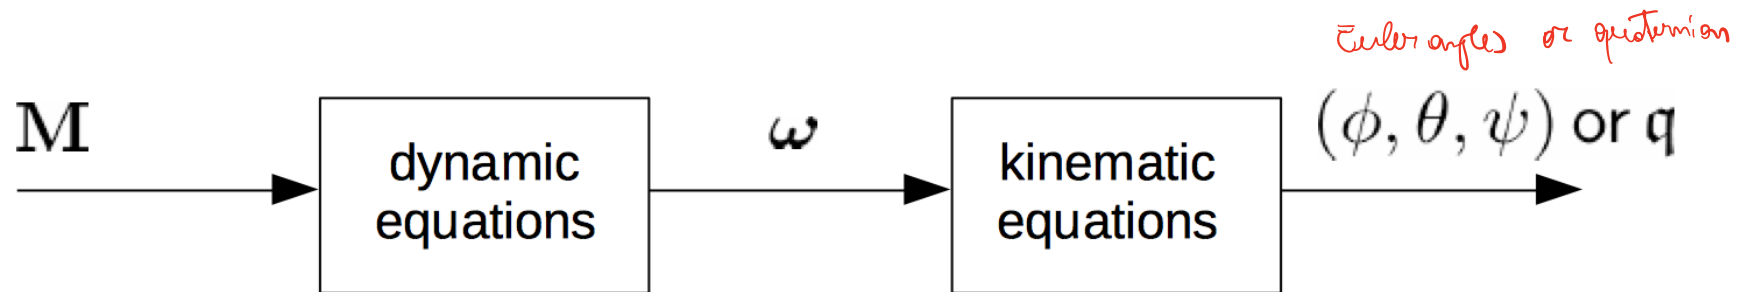 Euler angles or quaternion
M
dynamic
equations
ω
kinematic
equations
(ϕ, θ, ψ) or q